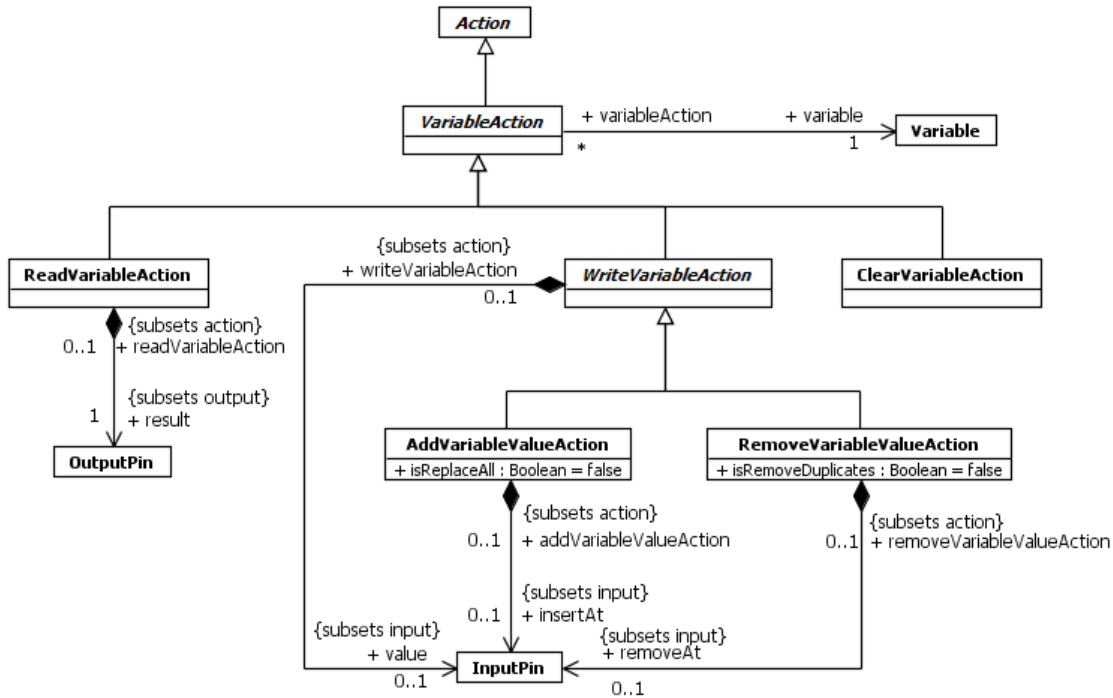 Action
VariableAction
+ variableAction
+ variable
*
1
Variable
{subsets action}
+ writeVariableAction
0..1
ReadVariableAction
WriteVariableAction
ClearVariableAction
{subsets action}
0..1
+ readVariableAction
{subsets output}
1
+ result
OutputPin
AddVariableValueAction
+ isReplaceAll : Boolean = false
RemoveVariableValueAction
+ isRemoveDuplicates : Boolean = false
{subsets action}
0..1
+ addVariableValueAction
{subsets action}
0..1
+ removeVariableValueAction
{subsets input}
0..1
+ insertAt
{subsets input}
+ value
0..1
{subsets input}
+ removeAt
0..1
InputPin